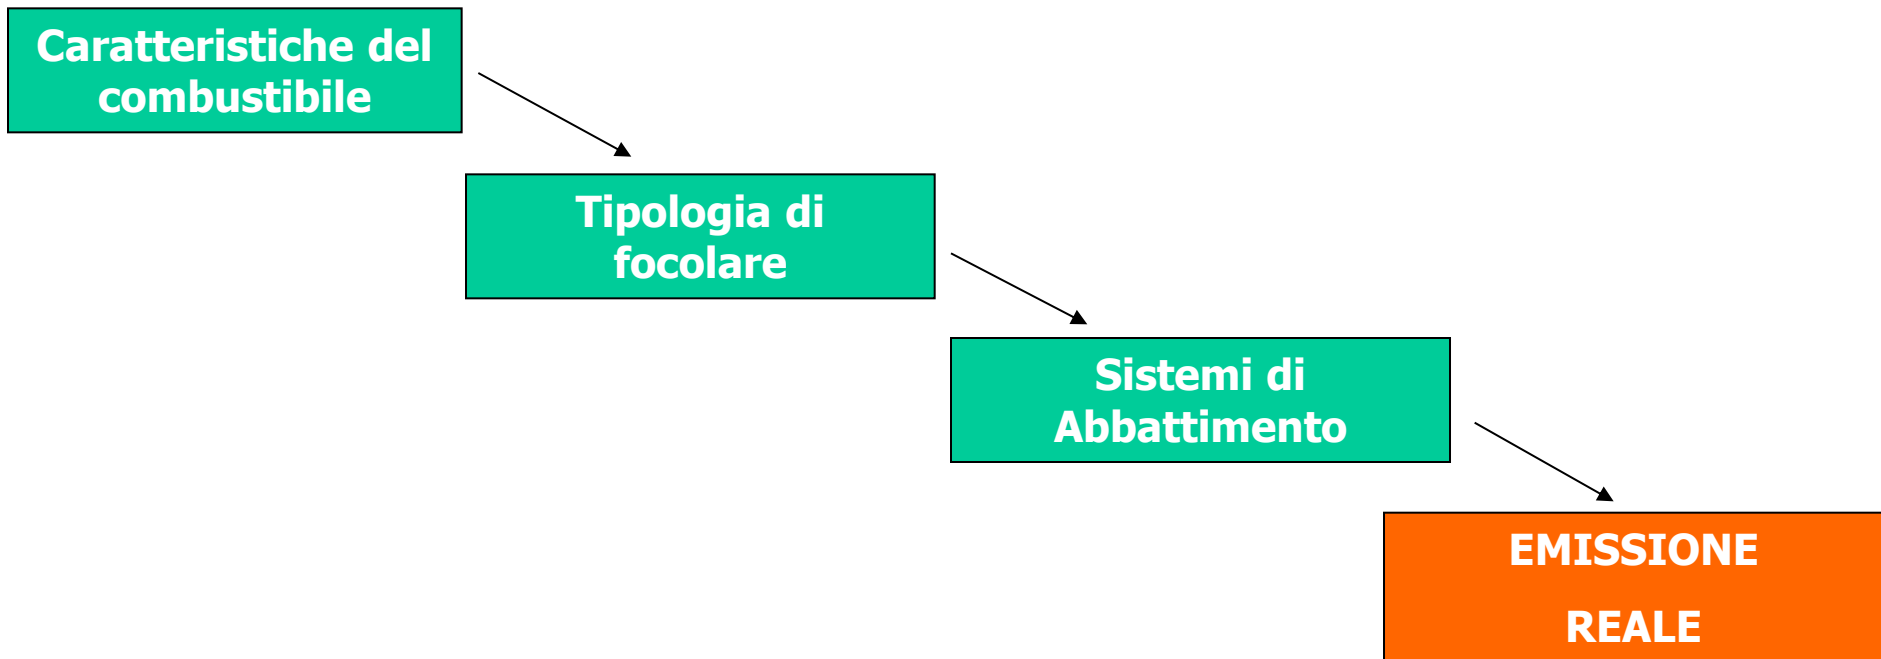 Caratteristiche del
combustibile
Tipologia di
focolare
Sistemi di
Abbattimento
EMISSIONE
REALE